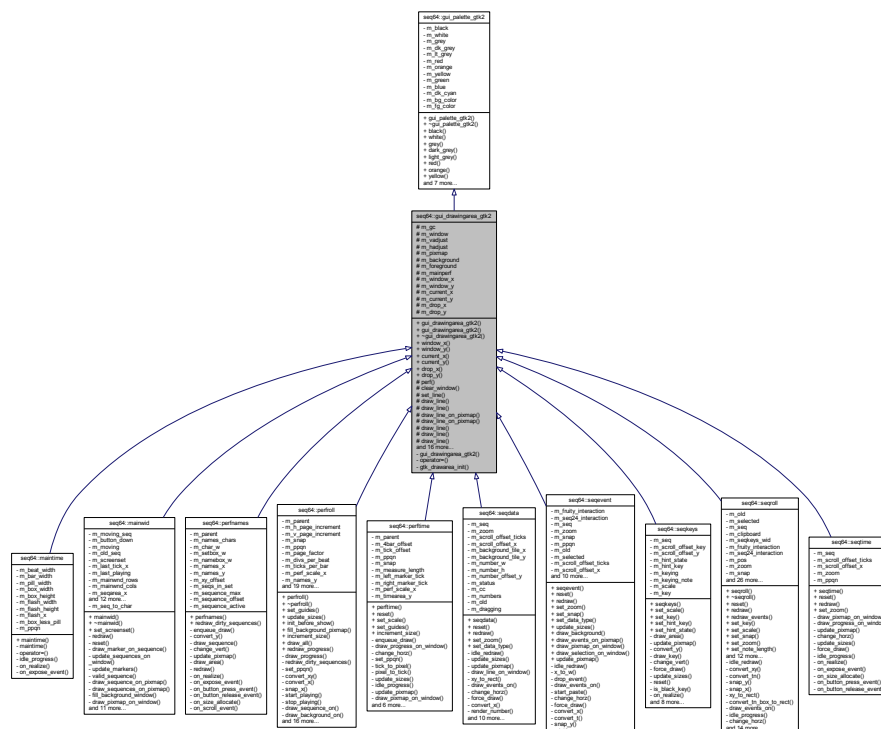 seq64::gui_palette_gtk2
- m_black
- m_white
- m_grey
- m_dk_grey
- m_lt_grey
- m_red
- m_orange
- m_yellow
- m_green
- m_blue
- m_dk_cyan
- m_bg_color
- m_fg_color
+ gui_palette_gtk2()
+ ~gui_palette_gtk2()
+ black()
+ white()
+ grey()
+ dark_grey()
+ light_grey()
+ red()
+ orange()
+ yellow()
and 7 more...
seq64::gui_drawingarea_gtk2
# m_gc
# m_window
# m_vadjust
# m_hadjust
# m_pixmap
# m_background
# m_foreground
# m_mainperf
# m_window_x
# m_window_y
# m_current_x
# m_current_y
# m_drop_x
# m_drop_y
+ gui_drawingarea_gtk2()
+ gui_drawingarea_gtk2()
+ ~gui_drawingarea_gtk2()
+ window_x()
+ window_y()
+ current_x()
+ current_y()
+ drop_x()
+ drop_y()
# perf()
# clear_window()
# set_line()
# draw_line()
# draw_line()
# draw_line_on_pixmap()
# draw_line_on_pixmap()
# draw_line()
# draw_line()
# draw_line()
and 16 more...
- gui_drawingarea_gtk2()
- operator=()
- gtk_drawarea_init()
seq64::maintime
- m_beat_width
- m_bar_width
- m_pill_width
- m_box_width
- m_box_height
- m_flash_width
- m_flash_height
- m_flash_x
- m_box_less_pill
- m_ppqn
+ maintime()
- maintime()
- operator=()
- idle_progress()
- on_realize()
- on_expose_event()
seq64::mainwid
- m_moving_seq
- m_button_down
- m_moving
- m_old_seq
- m_screenset
- m_last_tick_x
- m_last_playing
- m_mainwnd_rows
- m_mainwnd_cols
- m_seqarea_x
and 12 more...
- m_seq_to_char
+ mainwid()
+ ~mainwid()
+ set_screenset()
- redraw()
- reset()
- draw_marker_on_sequence()
- update_sequences_on
_window()
- update_markers()
- valid_sequence()
- draw_sequence_on_pixmap()
- draw_sequences_on_pixmap()
- fill_background_window()
- draw_pixmap_on_window()
and 11 more...
seq64::perfnames
- m_parent
- m_names_chars
- m_char_w
- m_setbox_w
- m_namebox_w
- m_names_x
- m_names_y
- m_xy_offset
- m_seqs_in_set
- m_sequence_max
- m_sequence_offset
- m_sequence_active
+ perfnames()
+ redraw_dirty_sequences()
- enqueue_draw()
- convert_y()
- draw_sequence()
- change_vert()
- update_pixmap()
- draw_area()
- redraw()
- on_realize()
- on_expose_event()
- on_button_press_event()
- on_button_release_event()
- on_size_allocate()
- on_scroll_event()
seq64::perfroll
- m_parent
- m_h_page_increment
- m_v_page_increment
- m_snap
- m_ppqn
- m_page_factor
- m_divs_per_beat
- m_ticks_per_bar
- m_perf_scale_x
- m_names_y
and 19 more...
+ perfroll()
+ ~perfroll()
+ set_guides()
+ update_sizes()
+ init_before_show()
+ fill_background_pixmap()
+ increment_size()
+ draw_all()
+ redraw_progress()
- draw_progress()
- redraw_dirty_sequences()
- set_ppqn()
- convert_xy()
- convert_x()
- snap_x()
- start_playing()
- stop_playing()
- draw_sequence_on()
- draw_background_on()
and 16 more...
seq64::perftime
- m_parent
- m_4bar_offset
- m_tick_offset
- m_ppqn
- m_snap
- m_measure_length
- m_left_marker_tick
- m_right_marker_tick
- m_perf_scale_x
- m_timearea_y
+ perftime()
+ reset()
+ set_scale()
+ set_guides()
+ increment_size()
- enqueue_draw()
- draw_progress_on_window()
- change_horz()
- set_ppqn()
- tick_to_pixel()
- pixel_to_tick()
- update_sizes()
- idle_progress()
- update_pixmap()
- draw_pixmap_on_window()
and 6 more...
seq64::seqdata
- m_seq
- m_zoom
- m_scroll_offset_ticks
- m_scroll_offset_x
- m_background_tile_x
- m_background_tile_y
- m_number_w
- m_number_h
- m_number_offset_y
- m_status
- m_cc
- m_numbers
- m_old
- m_dragging
+ seqdata()
+ reset()
+ redraw()
+ set_zoom()
+ set_data_type()
- idle_redraw()
- update_sizes()
- update_pixmap()
- draw_line_on_window()
- xy_to_rect()
- draw_events_on()
- change_horz()
- force_draw()
- convert_x()
- render_number()
and 10 more...
seq64::seqevent
- m_fruity_interaction
- m_seq24_interaction
- m_seq
- m_zoom
- m_snap
- m_ppqn
- m_old
- m_selected
- m_scroll_offset_ticks
- m_scroll_offset_x
and 10 more...
+ seqevent()
+ reset()
+ redraw()
+ set_zoom()
+ set_snap()
+ set_data_type()
+ update_sizes()
+ draw_background()
+ draw_events_on_pixmap()
+ draw_pixmap_on_window()
+ draw_selection_on_window()
+ update_pixmap()
- idle_redraw()
- x_to_w()
- drop_event()
- draw_events_on()
- start_paste()
- change_horz()
- force_draw()
- convert_x()
- convert_t()
- snap_y()
seq64::seqkeys
- m_seq
- m_scroll_offset_key
- m_scroll_offset_y
- m_hint_state
- m_hint_key
- m_keying
- m_keying_note
- m_scale
- m_key
+ seqkeys()
+ set_scale()
+ set_key()
+ set_hint_key()
+ set_hint_state()
- draw_area()
- update_pixmap()
- convert_y()
- draw_key()
- change_vert()
- force_draw()
- update_sizes()
- reset()
- is_black_key()
- on_realize()
and 8 more...
seq64::seqroll
- m_old
- m_selected
- m_seq
- m_clipboard
- m_seqkeys_wid
- m_fruity_interaction
- m_seq24_interaction
- m_pos
- m_zoom
- m_snap
and 26 more...
+ seqroll()
+ ~seqroll()
+ reset()
+ redraw()
+ redraw_events()
+ set_key()
+ set_scale()
+ set_snap()
+ set_zoom()
+ set_note_length()
and 12 more...
- idle_redraw()
- convert_xy()
- convert_tn()
- snap_y()
- snap_x()
- xy_to_rect()
- convert_tn_box_to_rect()
- draw_events_on()
- idle_progress()
- change_horz()
and 14 more...
seq64::seqtime
- m_seq
- m_scroll_offset_ticks
- m_scroll_offset_x
- m_zoom
- m_ppqn
+ seqtime()
+ reset()
+ redraw()
+ set_zoom()
- draw_pixmap_on_window()
- draw_progress_on_window()
- update_pixmap()
- change_horz()
- update_sizes()
- force_draw()
- idle_progress()
- on_realize()
- on_expose_event()
- on_size_allocate()
- on_button_press_event()
- on_button_release_event()